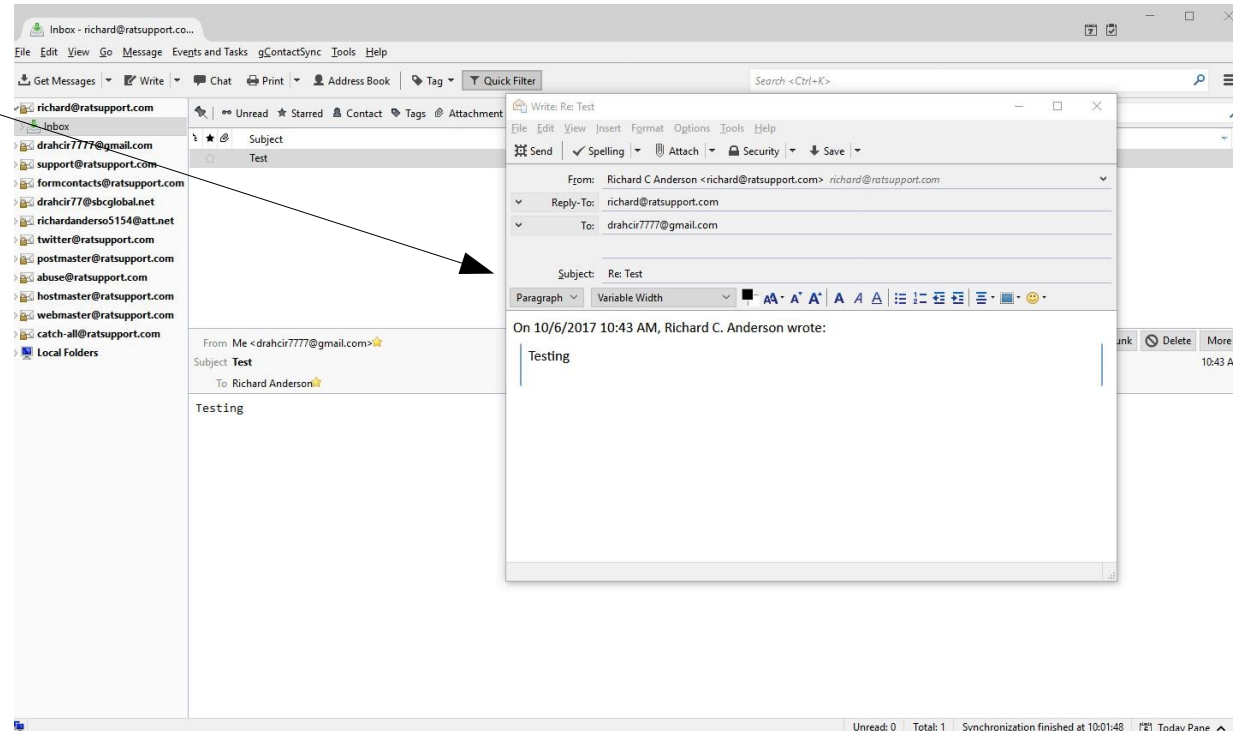 Inbox - richard@ratsupport.co...
File Edit View Go Message Events and Tasks gContactSync Tools Help
Get Messages Write Chat Print Address Book Tag Quick Filter Search <Ctrl+K>
richard@ratsupport.com
Inbox
drahcir7777@gmail.com
support@ratsupport.com
formcontacts@ratsupport.com
drahcir77@sbcglobal.net
richardanderso5154@att.net
twitter@ratsupport.com
postmaster@ratsupport.com
abuse@ratsupport.com
hostmaster@ratsupport.com
webmaster@ratsupport.com
catch-all@ratsupport.com
Local Folders
Unread Starred Contact Tags Attachment
Subject
Test
From Me <drahcir7777@gmail.com>
Subject Test
To Richard Anderson
Delete More
10:43 A
Testing
Write: Re: Test
File Edit View Insert Format Options Tools Help
Send Spelling Attach Security Save
From: Richard C Anderson <richard@ratsupport.com> richard@ratsupport.com
Reply-To: richard@ratsupport.com
To: drahcir7777@gmail.com
Subject: Re: Test
Paragraph Variable Width
On 10/6/2017 10:43 AM, Richard C. Anderson wrote:
Testing
Unread: 0 Total: 1 Synchronization finished at 10:01:48 Today Pane